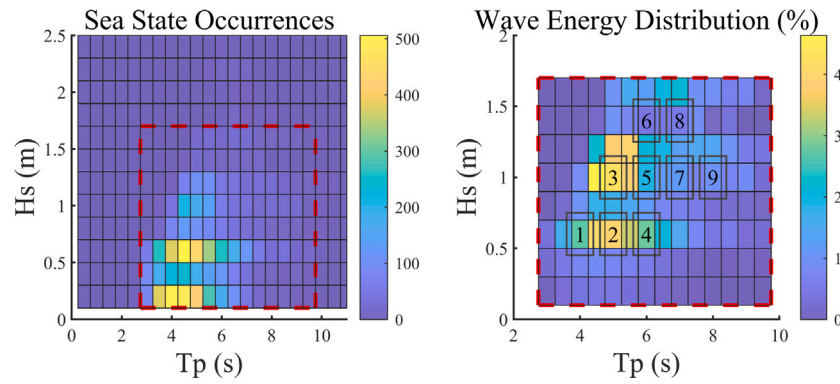 Sea State Occurrences
Wave Energy Distribution (%)
2.5
2
1.5
1
0.5
0
Hs (m)
0 2 4 6 8 10
Tp (s)
500
400
300
200
100
0
2
1.5
1
0.5
0
Hs (m)
6 8
3 5 7 9
1 2 4
2 4 6 8 10
Tp (s)
4
3
2
1
0